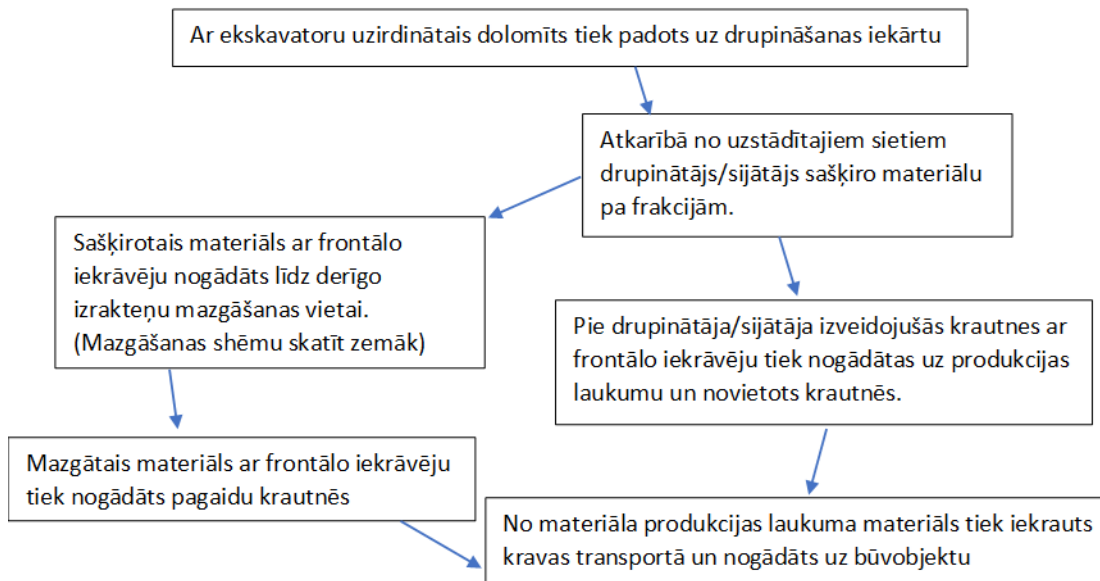 Ar ekskavatoru uzirdinātais dolomīts tiek padots uz drupināšanas iekārtu
Atkarībā no uzstādītajiem sietiem
drupinātājs/sijātājs sašķiro materiālu
pa frakcijām.
Sašķirotais materiāls ar frontālo
iekrāvēju nogādāts līdz derīgo
izrakteņu mazgāšanas vietai.
(Mazgāšanas shēmu skatīt zemāk)
Pie drupinātāja/sijātāja izveidojušās krautnes ar
frontālo iekrāvēju tiek nogādātas uz produkcijas
laukumu un novietots krautnēs.
Mazgātais materiāls ar frontālo iekrāvēju
tiek nogādāts pagaidu krautnēs
No materiāla produkcijas laukuma materiāls tiek iekrauts
kravas transportā un nogādāts uz būvobjektu